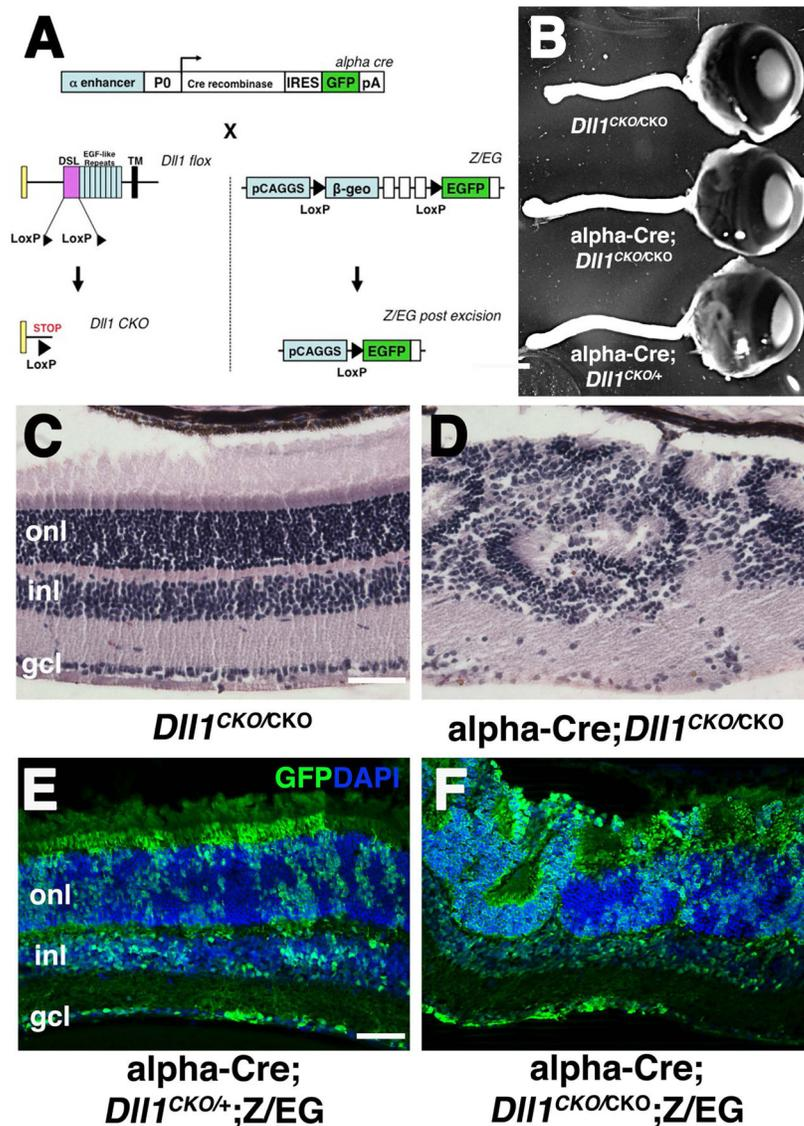 A
alpha cre
α enhancer P0 Cre recombinase IRES GFP pA
X
DSL EGF-like Repeats TM Dll1 flox
LoxP LoxP
STOP Dll1 CKO
LoxP
Z/EG
pCAGGS β-geo EGFP
LoxP LoxP
Z/EG post excision
pCAGGS EGFP
LoxP
B
Dll1CKO/CKO
alpha-Cre;
Dll1CKO/CKO
alpha-Cre;
Dll1CKO/+
C
onl
inl
gcl
Dll1CKO/CKO
D
alpha-Cre;Dll1CKO/CKO
E
GFPDAPI
onl
inl
gcl
alpha-Cre;
Dll1CKO/+;Z/EG
F
alpha-Cre;
Dll1CKO/CKO;Z/EG